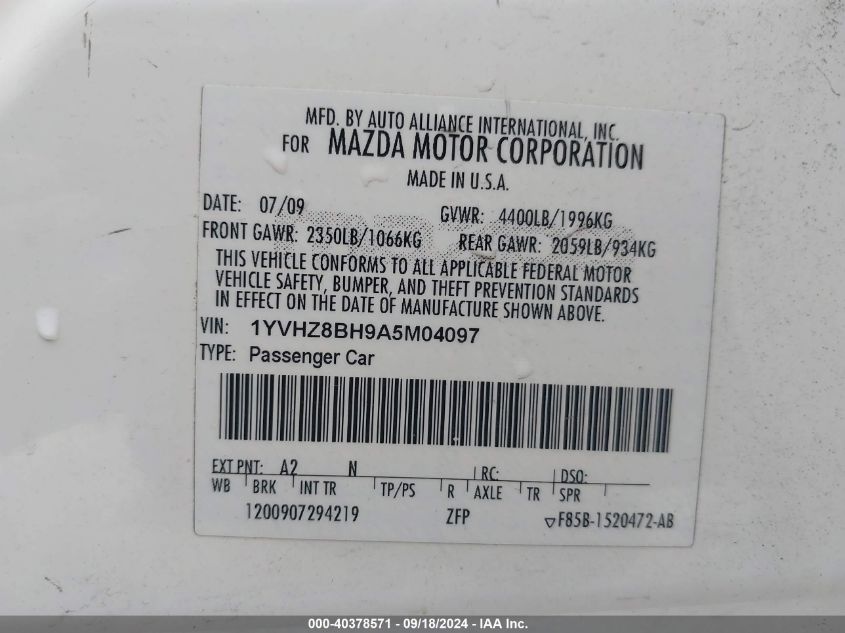 MFD. BY AUTO ALLIANCE INTERNATIONAL, INC.
FOR MAZDA MOTOR CORPORATION
MADE IN U.S.A.
DATE: 07/09 GVWR: 4400LB/1996KG
FRONT GAWR: 2350LB/1066KG REAR GAWR: 2059LB/934KG
THIS VEHICLE CONFORMS TO ALL APPLICABLE FEDERAL MOTOR
VEHICLE SAFETY, BUMPER, AND THEFT PREVENTION STANDARDS
IN EFFECT ON THE DATE OF MANUFACTURE SHOWN ABOVE.
VIN: 1YVHZ8BH9A5M04097
TYPE: Passenger Car
EXT PNT: A2 N RC: DSO:
WB BRK INT TR TP/PS R AXLE TR SPR
1200907294219 ZFP F85B-1520472-AB
000-40378571 - 09/18/2024 - IAA Inc.